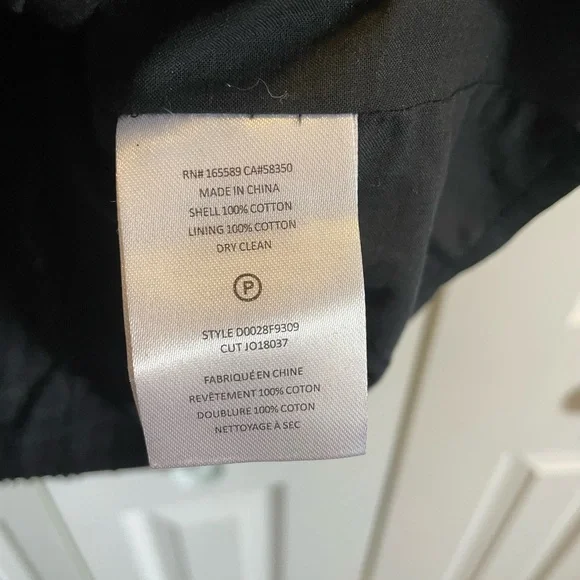 RN# 165589 CA#58350
MADE IN CHINA
SHELL 100% COTTON
LINING 100% COTTON
DRY CLEAN
P
STYLE D0028F9309
CUT JO18037
FABRIQUÉ EN CHINE
REVÊTEMENT 100% COTON
DOUBLURE 100% COTON
NETTOYAGE À SEC